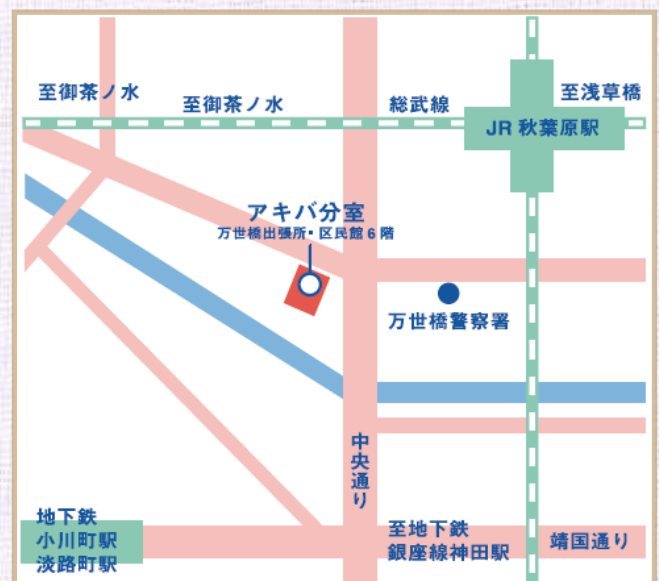 至御茶ノ水
至御茶ノ水
総武線
至浅草橋
JR 秋葉原駅
アキバ分室
万世橋出張所・区民館6階
万世橋警察署
中央通り
地下鉄
小川町駅
淡路町駅
至地下鉄
銀座線神田駅
靖国通り